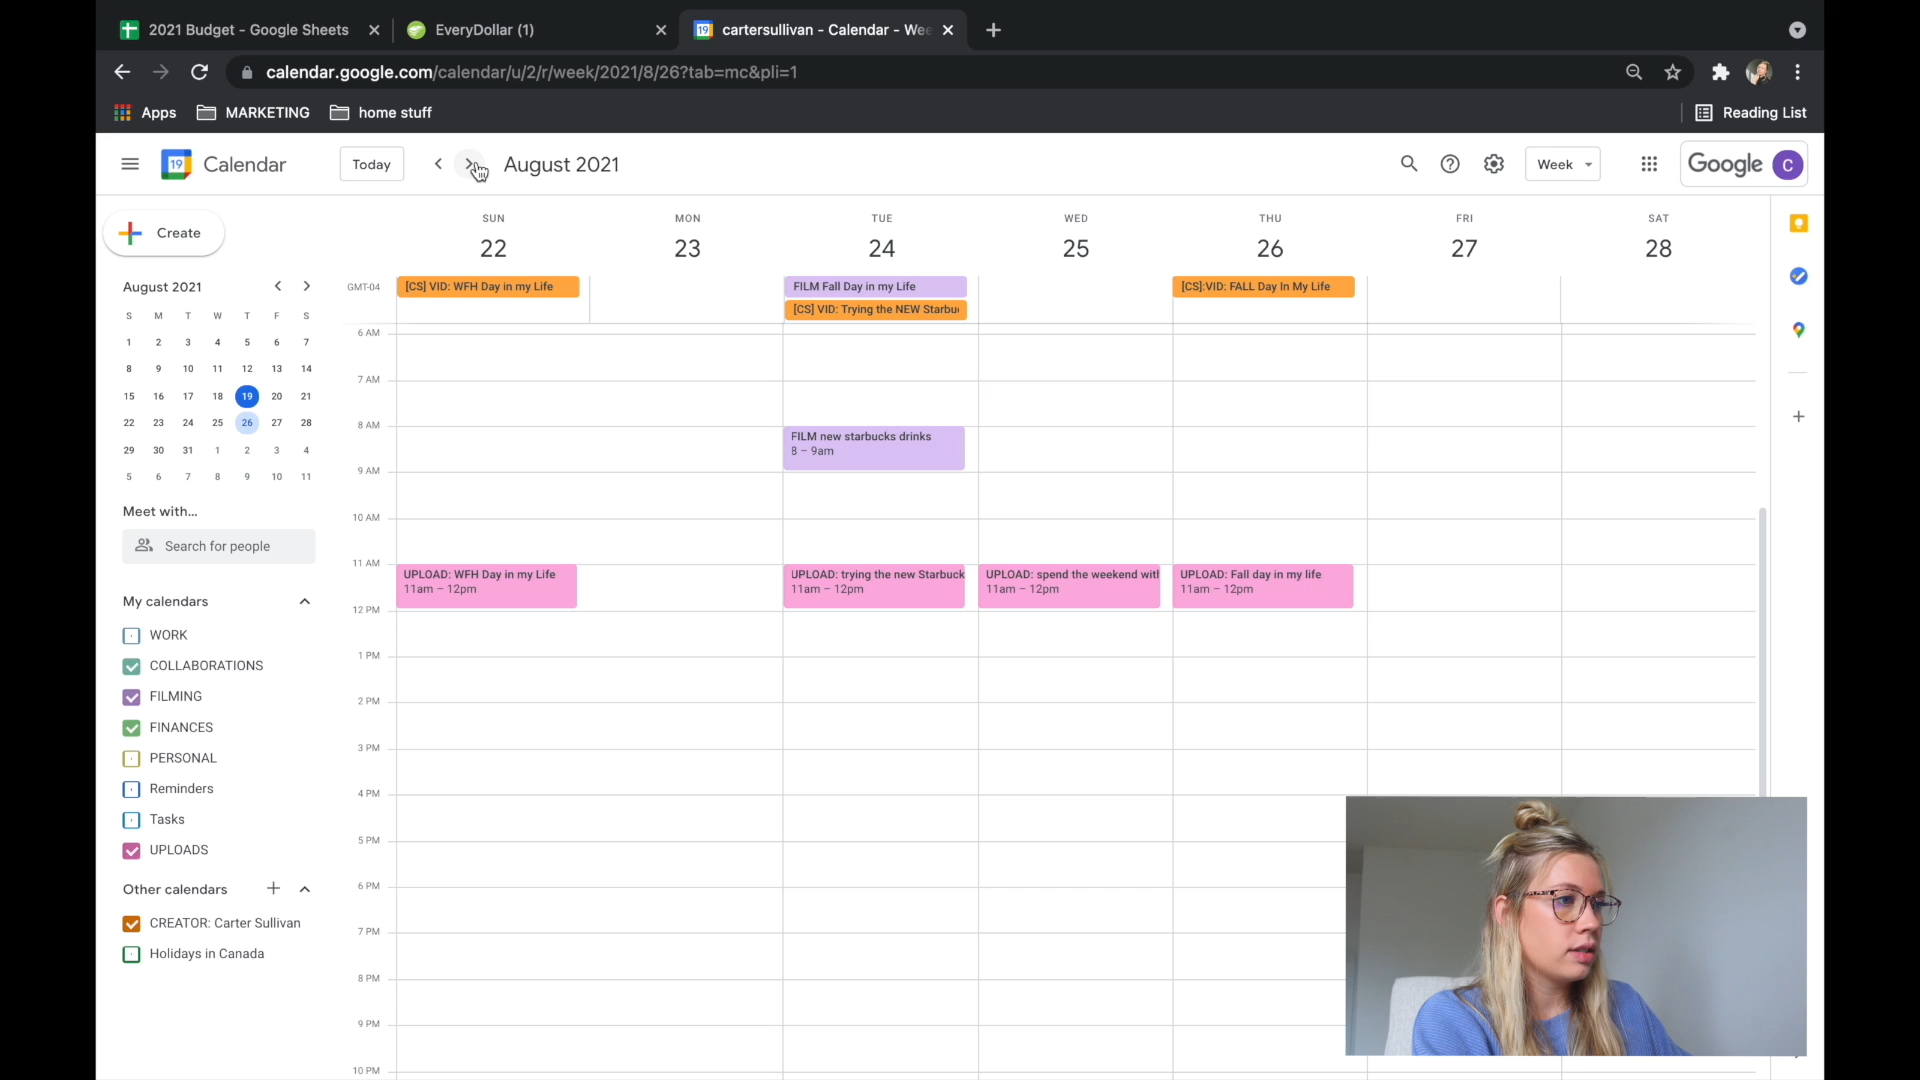 2021 Budget - Google Sheets
EveryDollar (1)
cartersullivan - Calendar - Wee
calendar.google.com/calendar/u/2/r/week/2021/8/26?tab=mc&pli=1
Apps
MARKETING
home stuff
Reading List
19
Calendar
Today
August 2021
Week
Google
C
Create
August 2021
S M T W T F S
1 2 3 4 5 6 7
8 9 10 11 12 13 14
15 16 17 18 19 20 21
22 23 24 25 26 27 28
29 30 31 1 2 3 4
5 6 7 8 9 10 11
Meet with...
Search for people
My calendars
WORK
COLLABORATIONS
FILMING
FINANCES
PERSONAL
Reminders
Tasks
UPLOADS
Other calendars
CREATOR: Carter Sullivan
Holidays in Canada
SUN MON TUE WED THU FRI SAT
22 23 24 25 26 27 28
GMT-04
[CS] VID: WFH Day in my Life
FILM Fall Day in my Life
[CS]:VID: FALL Day In My Life
[CS] VID: Trying the NEW Starbu
6 AM
7 AM
8 AM
FILM new starbucks drinks
8 – 9am
9 AM
10 AM
11 AM
UPLOAD: WFH Day in my Life
11am – 12pm
UPLOAD: trying the new Starbuck
11am – 12pm
UPLOAD: spend the weekend with
11am – 12pm
UPLOAD: Fall day in my life
11am – 12pm
12 PM
1 PM
2 PM
3 PM
4 PM
5 PM
6 PM
7 PM
8 PM
9 PM
10 PM